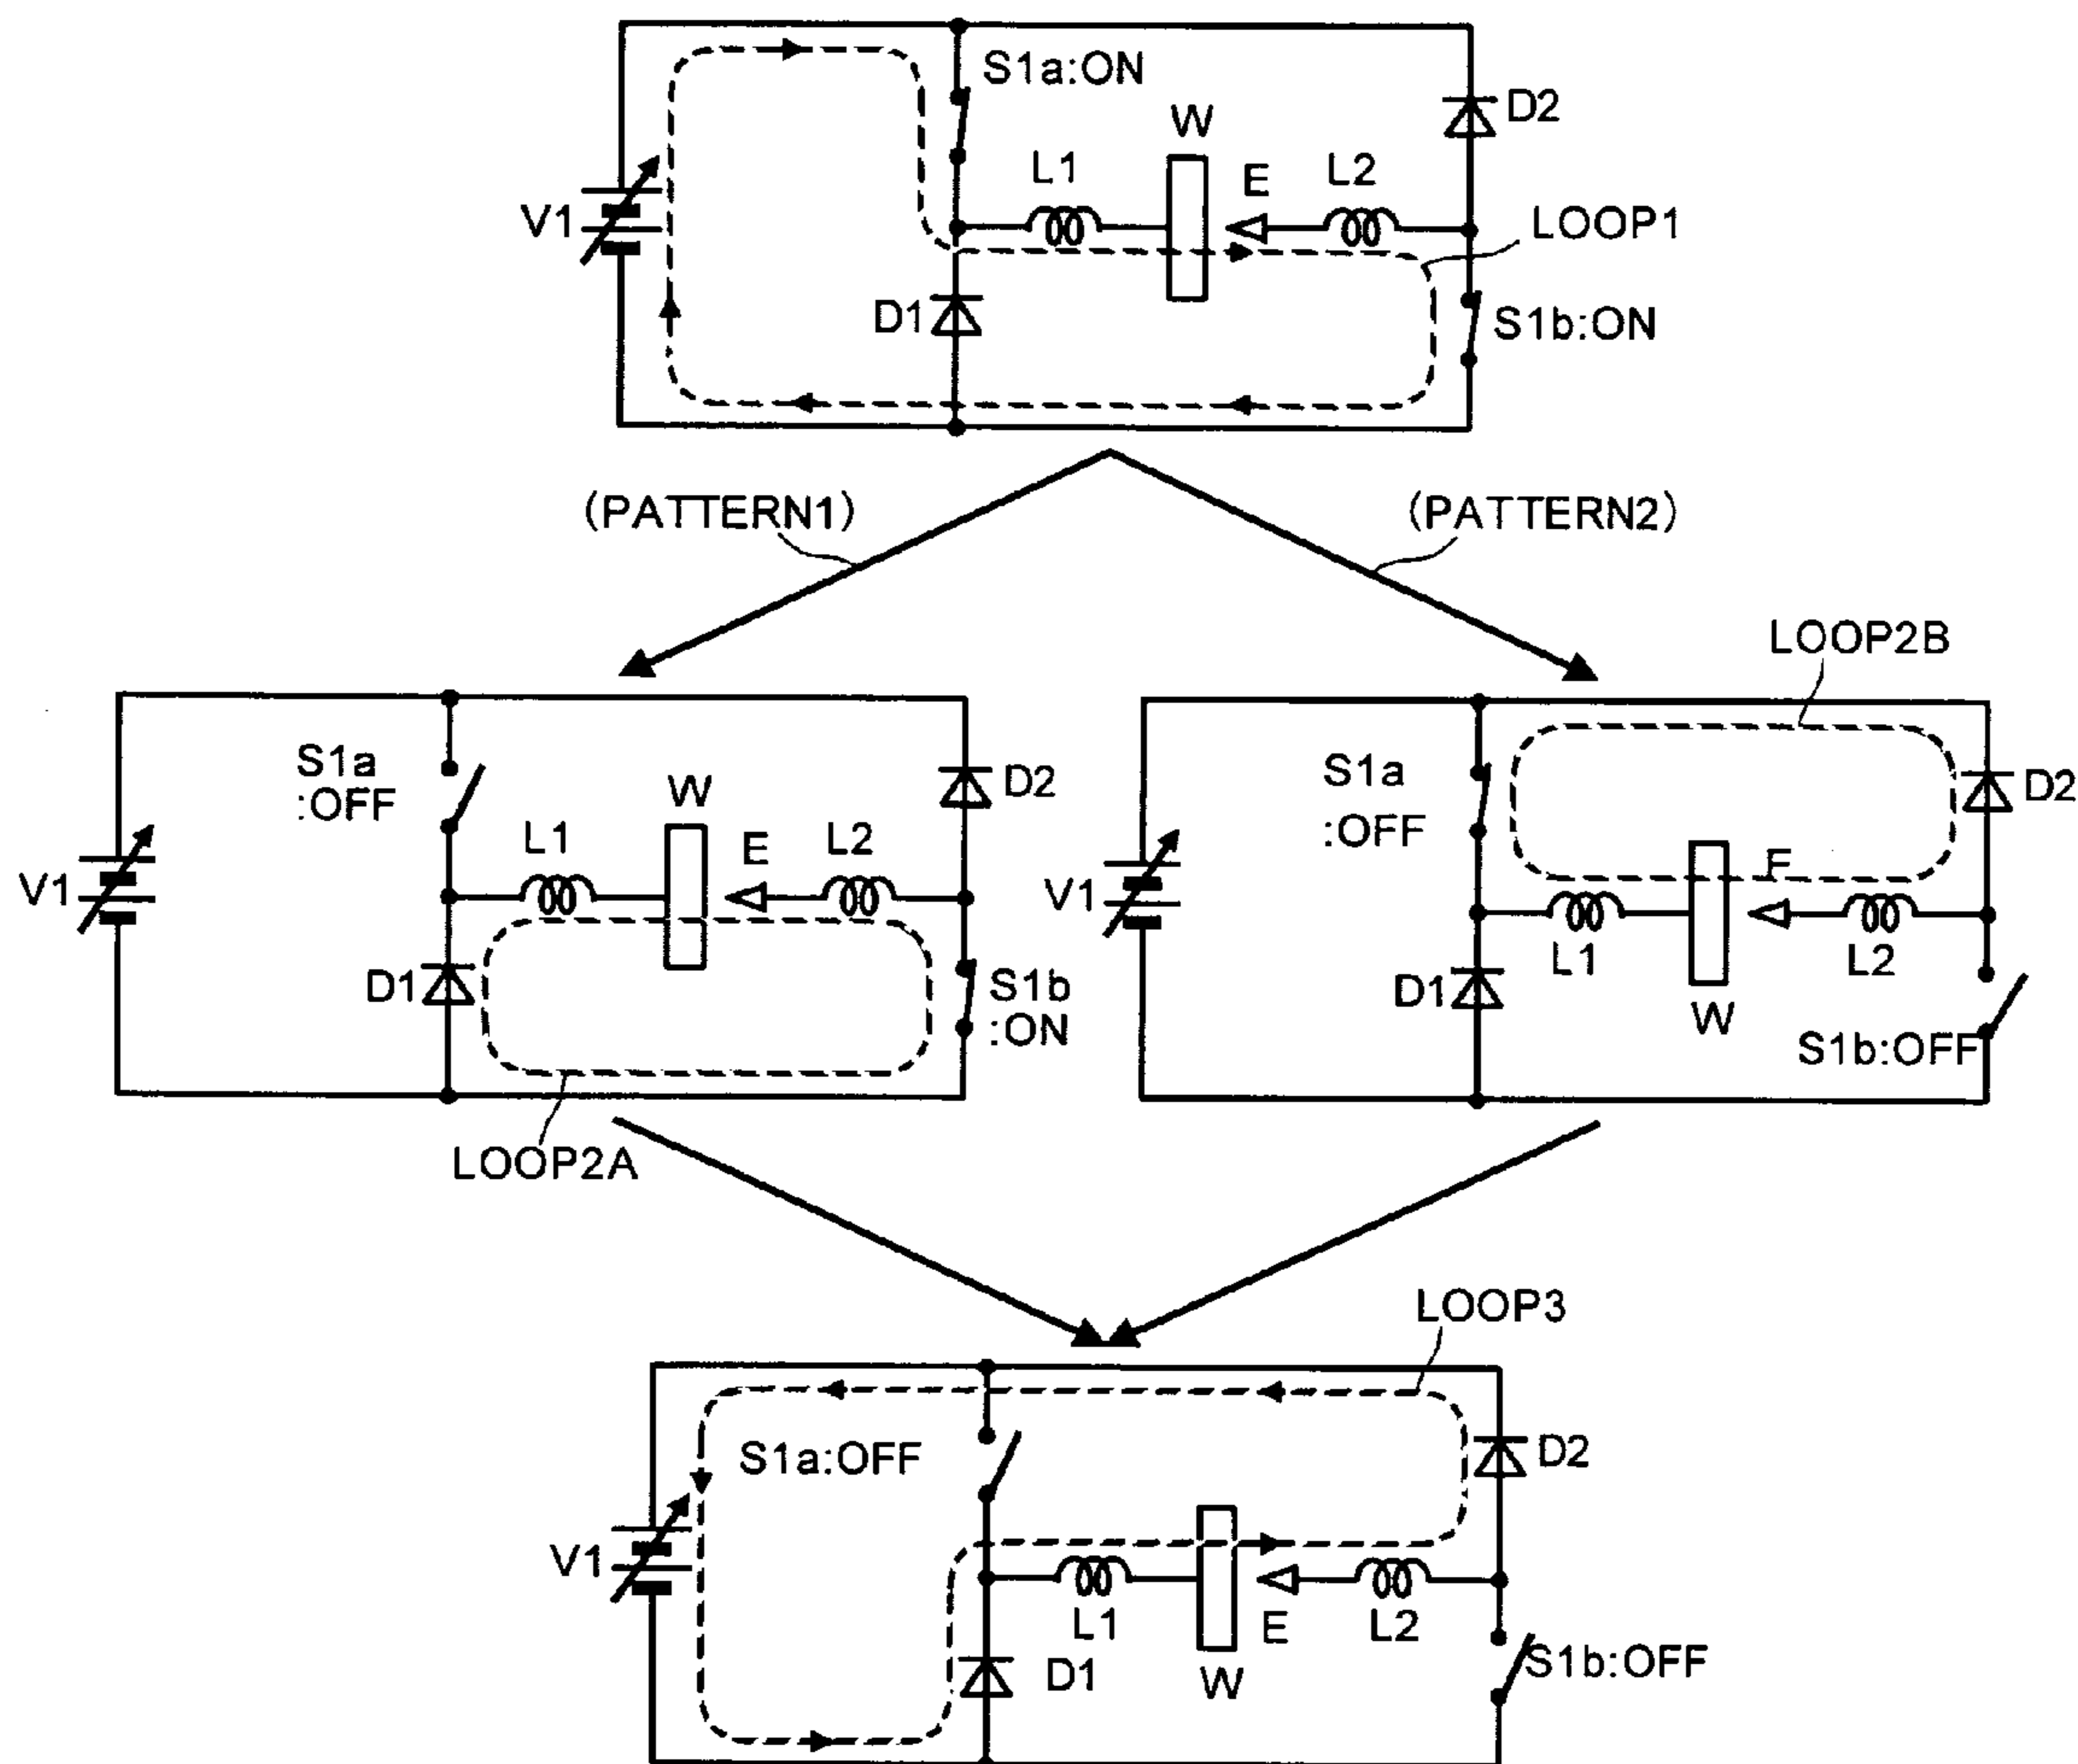 S1a:ON
D2
W
L1
E
L2
V1
LOOP1
D1
S1b:ON
(PATTERN1)
(PATTERN2)
LOOP2B
S1a
:OFF
W
D2
L1
E
L2
V1
D1
S1b
:ON
LOOP2A
S1a
:OFF
D2
E
V1
L1
L2
D1
W
S1b:OFF
LOOP3
S1a:OFF
D2
V1
L1
E
L2
D1
W
S1b:OFF